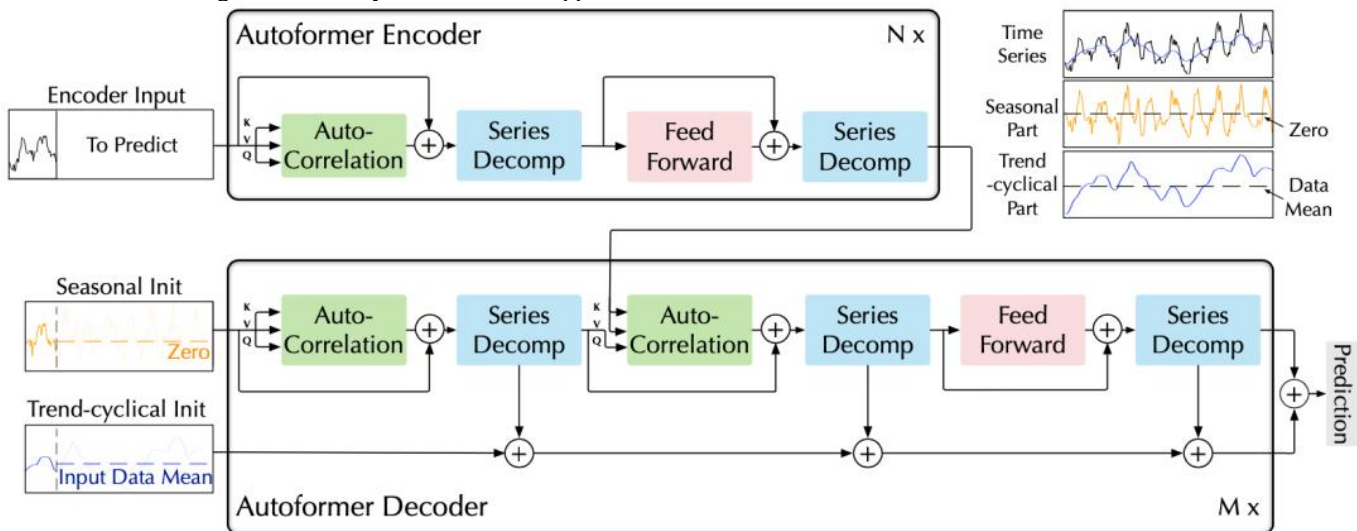 Autoformer Encoder
N x
Encoder Input
To Predict
K
V
Q
Auto-
Correlation
+
Series
Decomp
Feed
Forward
+
Series
Decomp
Time
Series
Seasonal
Part
Zero
Trend
-cyclical
Part
Data
Mean
Seasonal Init
Zero
K
V
Q
Auto-
Correlation
+
Series
Decomp
K
V
Q
Auto-
Correlation
+
Series
Decomp
Feed
Forward
+
Series
Decomp
+
Prediction
Trend-cyclical Init
Input Data Mean
+
+
+
Autoformer Decoder
M x